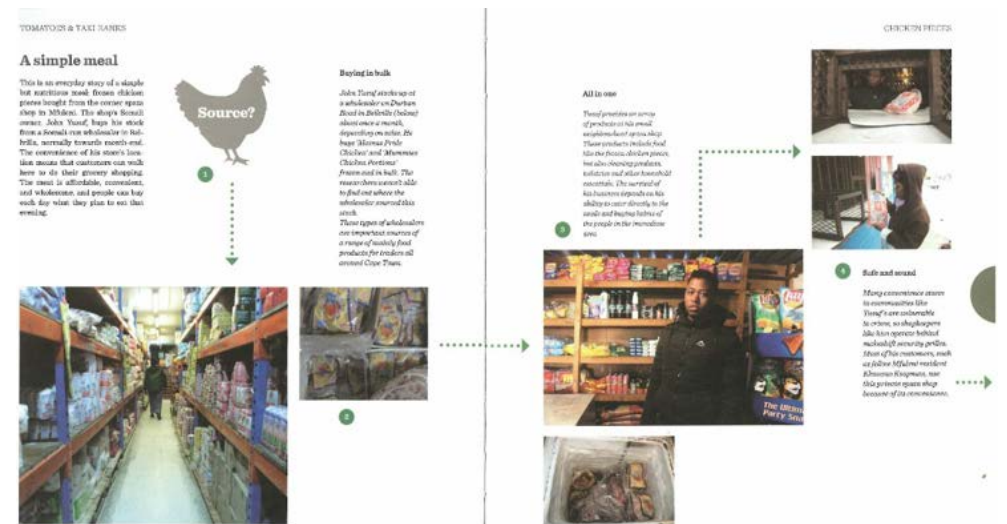 TOMATOES & TAXI RANKS
A simple meal
This is an everyday story of a simple
but nutritious meal: frozen chicken
pieces bought from the corner spaza
shop in Mfuleni. The shop's Somali
owner, John Yusuf, buys his stock
from a Somali-run wholesaler in Bel-
lville, normally towards month-end.
The convenience of his store's loca-
tion means that customers can walk
here to do their grocery shopping.
The meat is affordable, convenient,
and wholesome, and people can buy
each day what they plan to eat that
evening.
Source?
1
Buying in bulk
John Yusuf stocks up at
a wholesaler on Durban
Road in Bellville (below)
about once a month,
depending on sales. He
buys 'Mamas Pride
Chicken' and 'Mummies
Chicken Portions'
frozen and in bulk. The
researchers weren't able
to find out where the
wholesaler sourced this
stock.
These types of wholesalers
are important sources of
a range of mainly food
products for traders all
around Cape Town.
2
CHICKEN PIECES
All in one
Yusuf provides an array
of products at his small
neighbourhood spaza shop.
These products include food
like the frozen chicken pieces,
but also cleaning products,
toiletries and other household
essentials. The survival of
his business depends on his
ability to cater directly to the
needs and buying habits of
the people in the immediate
area.
3
The Ultim
Party Sna
4
Safe and sound
Many convenience stores
in communities like
Yusuf's are vulnerable
to crime, so shopkeepers
like him operate behind
makeshift security grilles.
Most of his customers, such
as fellow Mfuleni resident
Koopman, use
this private spaza shop
because of its convenience.